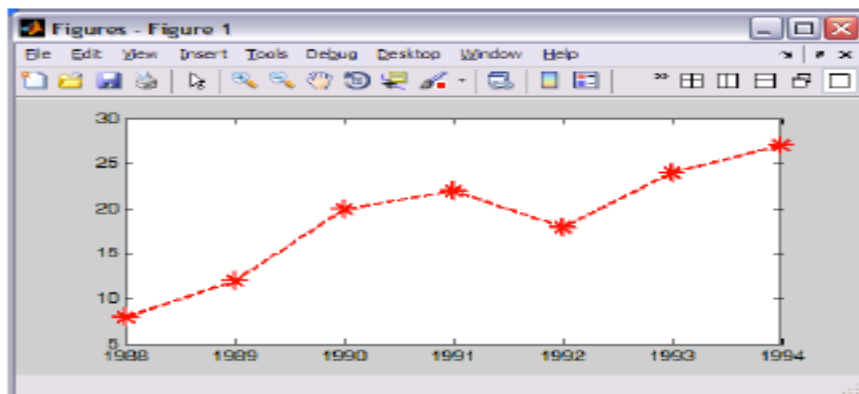 Figures - Figure 1
File Edit View Insert Tools Debug Desktop Window Help
30
25
20
15
10
5
1988 1989 1990 1991 1992 1993 1994